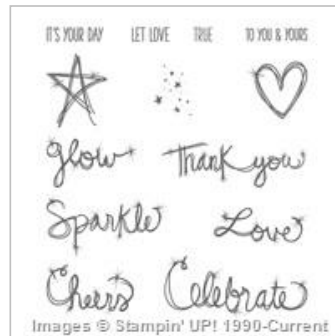 IT'S YOUR DAY LET LOVE TRUE TO YOU & YOURS
glow Thank you
Sparkle Love
Cheers Celebrate
Images © Stampin' UP! 1990-Current